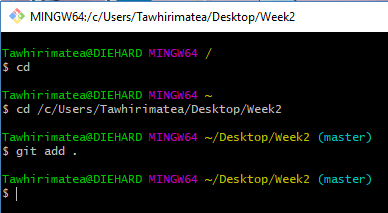 MINGW64:/c/Users/Tawhirimatea/Desktop/Week2
Tawhirimatea@DIEHARD MINGW64 /
$ cd
Tawhirimatea@DIEHARD MINGW64 ~
$ cd /c/Users/Tawhirimatea/Desktop/Week2
Tawhirimatea@DIEHARD MINGW64 ~/Desktop/Week2 (master)
$ git add .
Tawhirimatea@DIEHARD MINGW64 ~/Desktop/Week2 (master)
$